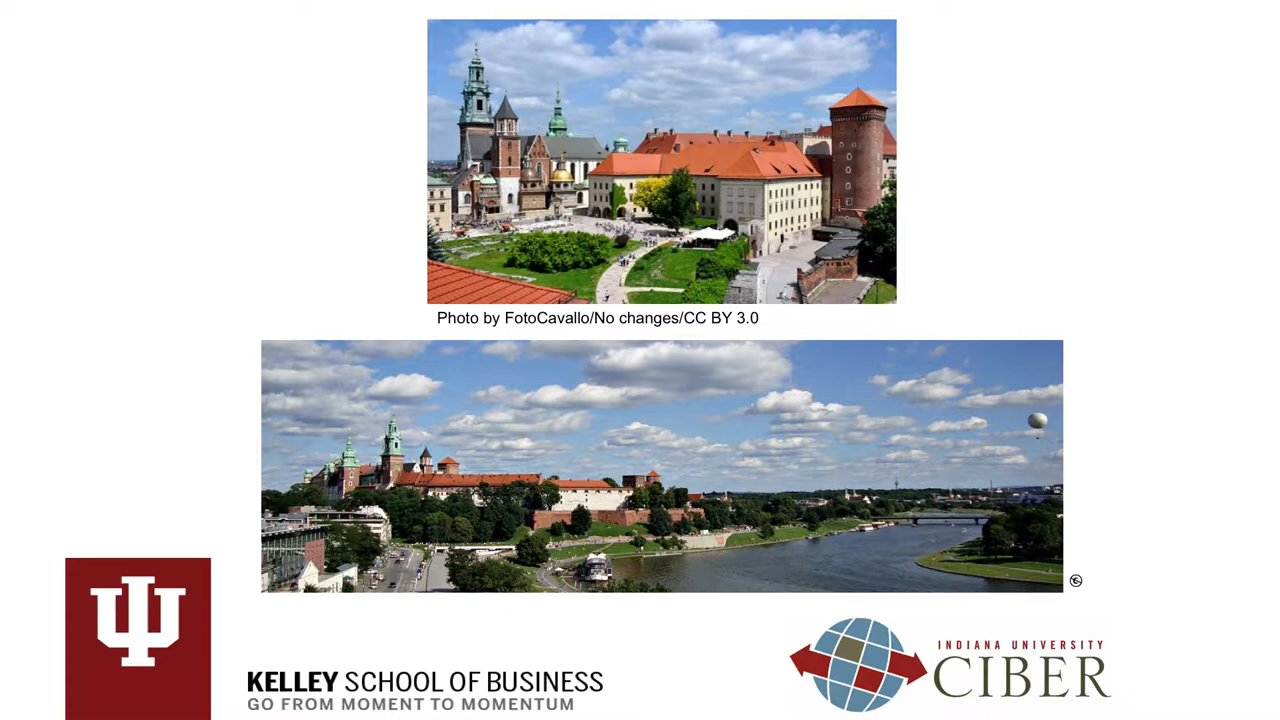 Photo by FotoCavallo/No changes/CC BY 3.0
KELLEY SCHOOL OF BUSINESS
GO FROM MOMENT TO MOMENTUM
INDIANA UNIVERSITY
CIBER